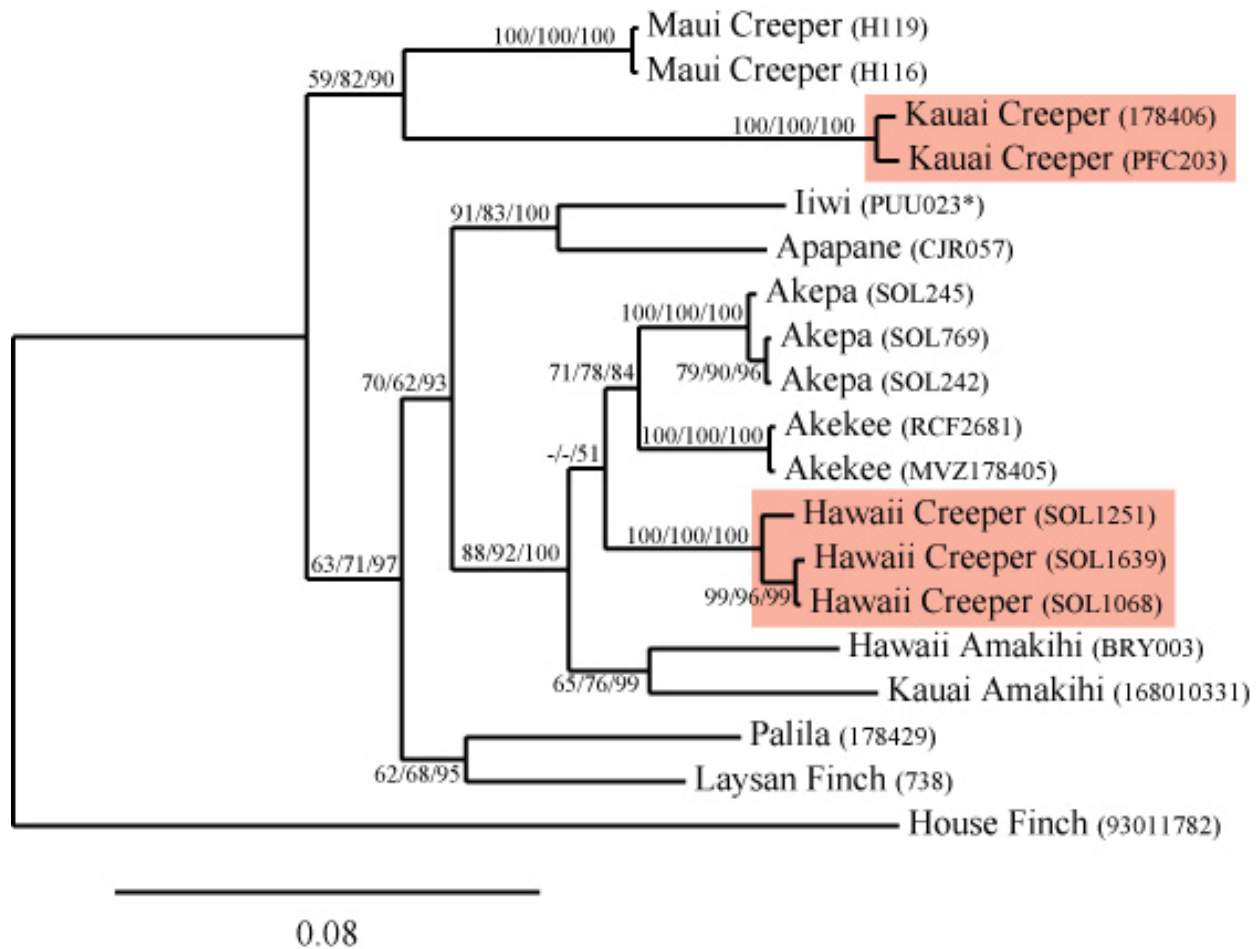 100/100/100
Maui Creeper (H119)
Maui Creeper (H116)
59/82/90
100/100/100
Kauai Creeper (178406)
Kauai Creeper (PFC203)
91/83/100
Iiwi (PUU023*)
Apapane (CJR057)
Akepa (SOL245)
100/100/100
Akepa (SOL769)
79/90/96
Akepa (SOL242)
70/62/93
71/78/84
Akekee (RCF2681)
100/100/100
Akekee (MVZ178405)
-/-/51
Hawaii Creeper (SOL1251)
100/100/100
Hawaii Creeper (SOL1639)
63/71/97
88/92/100
99/96/99
Hawaii Creeper (SOL1068)
Hawaii Amakihi (BRY003)
65/76/99
Kauai Amakihi (168010331)
Palila (178429)
62/68/95
Laysan Finch (738)
House Finch (93011782)
0.08